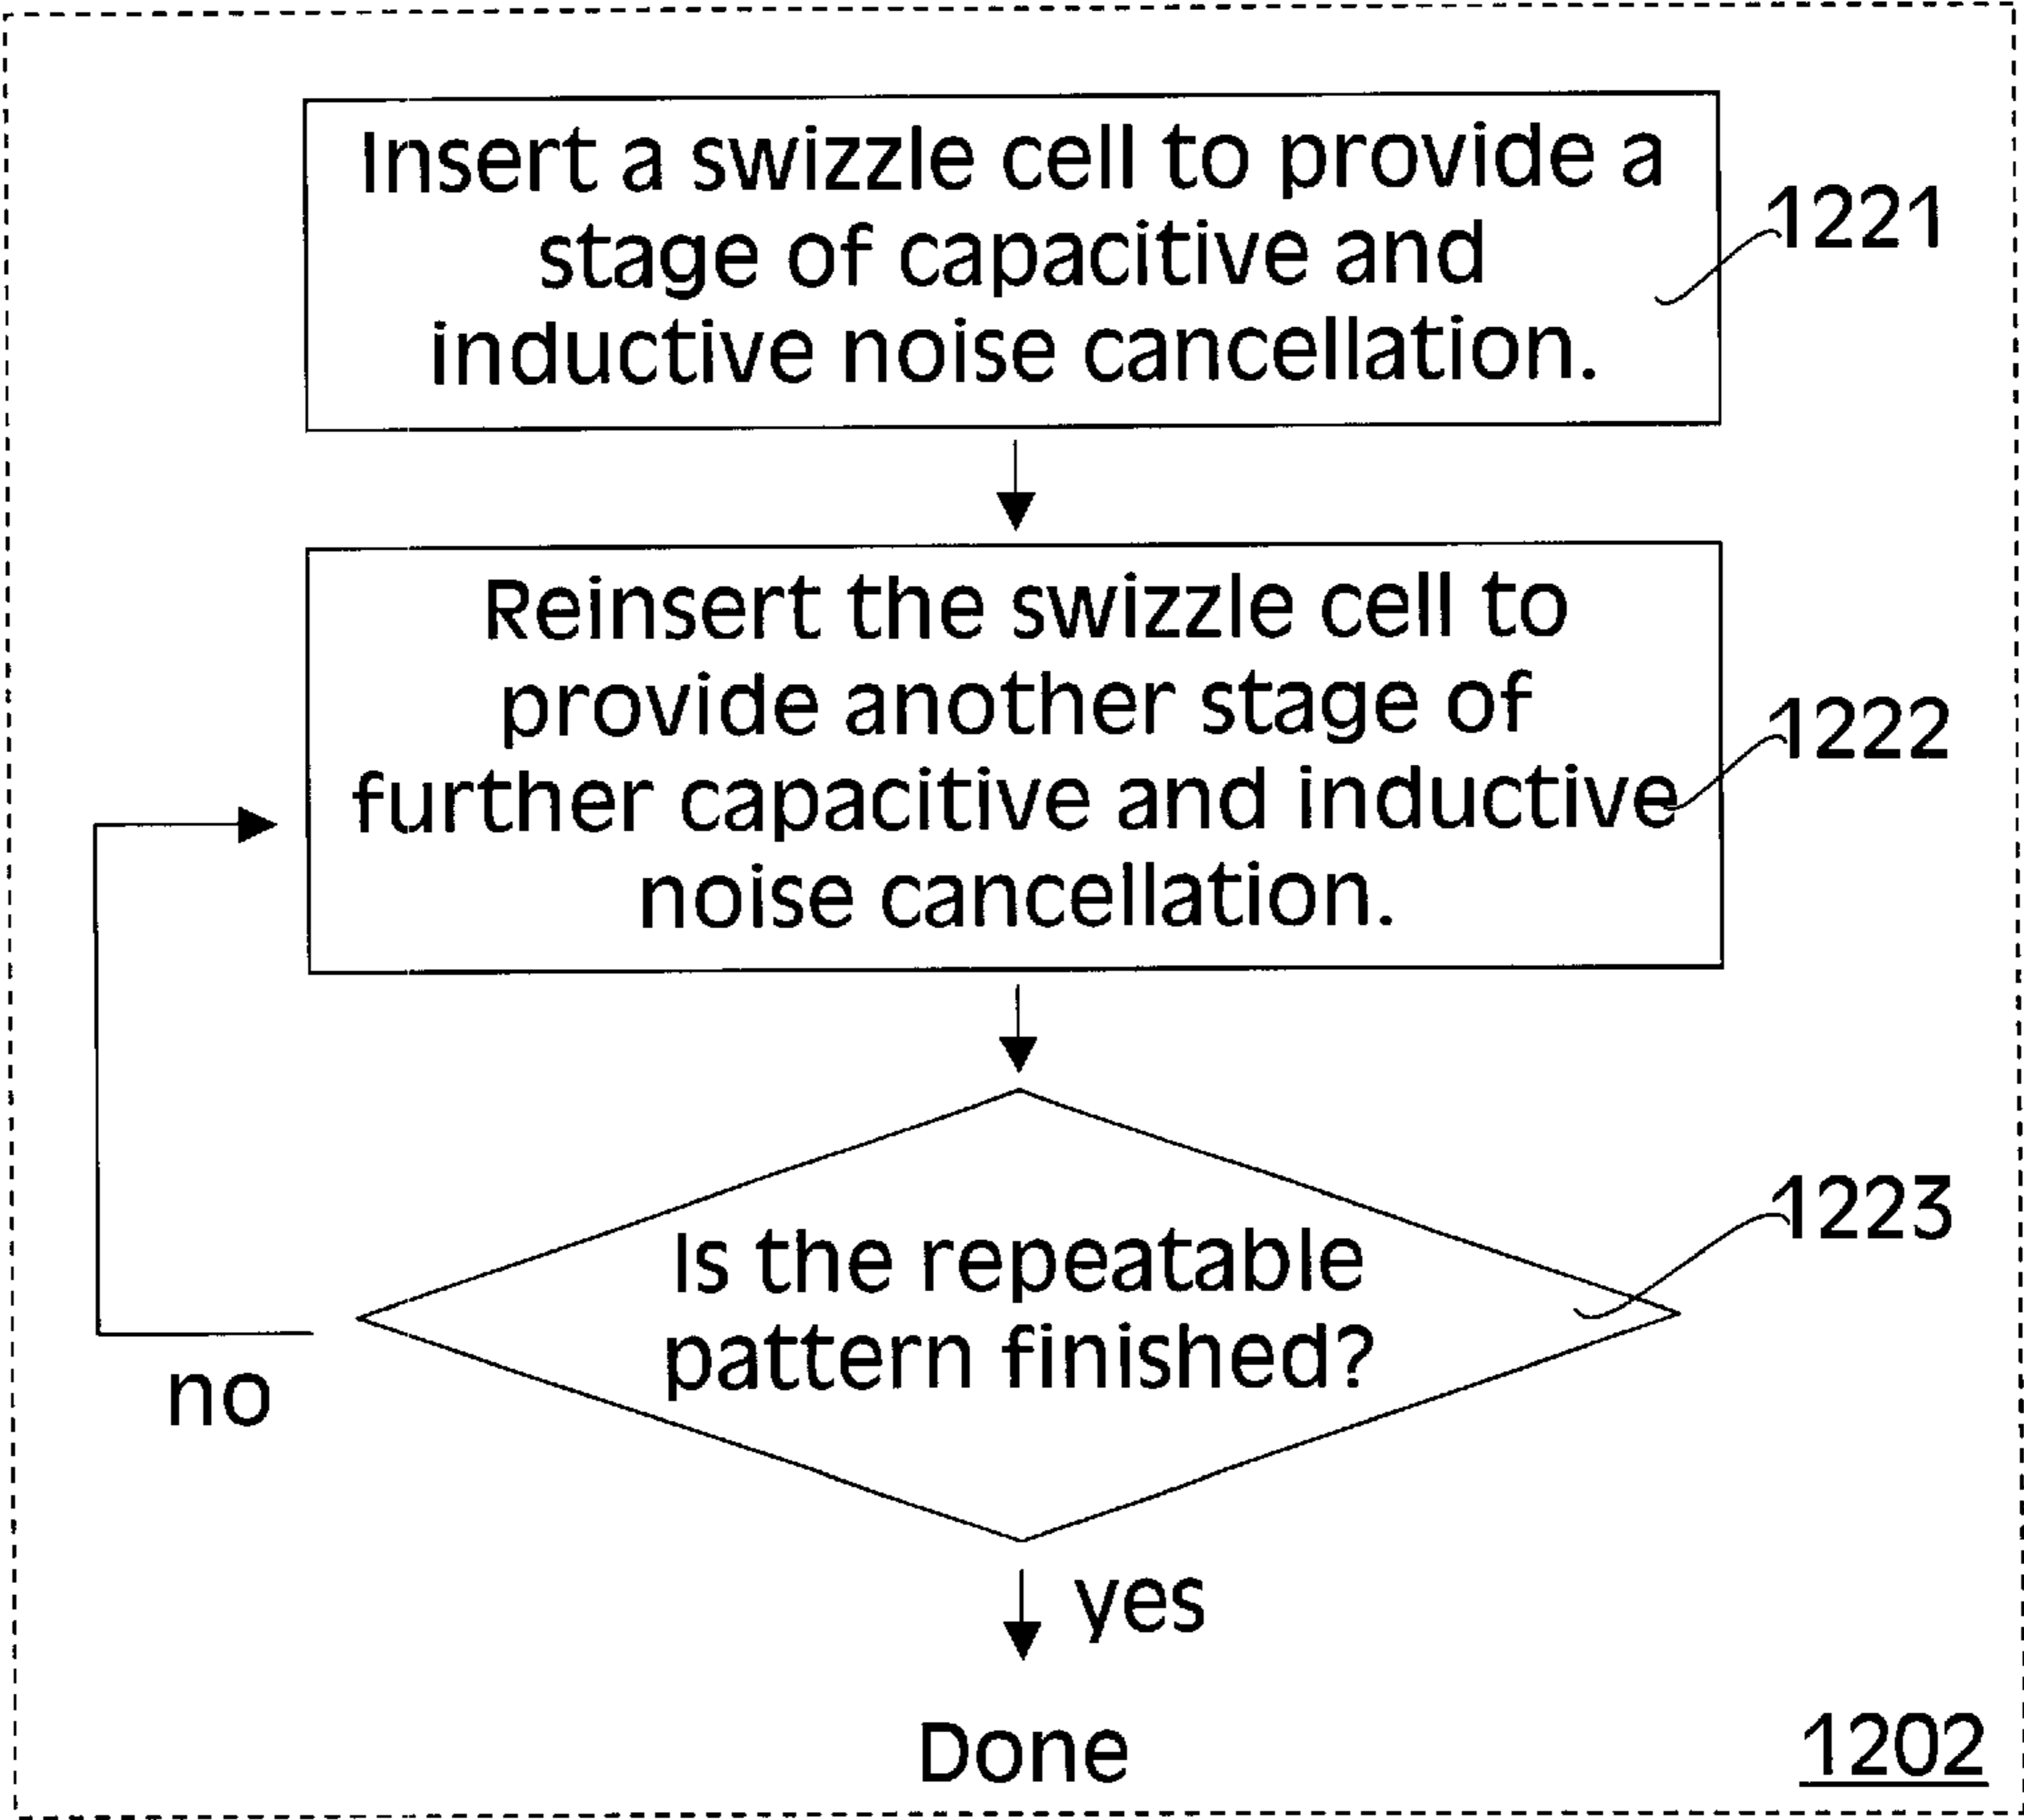 Insert a swizzle cell to provide a
stage of capacitive and
inductive noise cancellation.
1221
Reinsert the swizzle cell to
provide another stage of
further capacitive and inductive
noise cancellation.
1222
Is the repeatable
pattern finished?
1223
no
yes
Done
1202